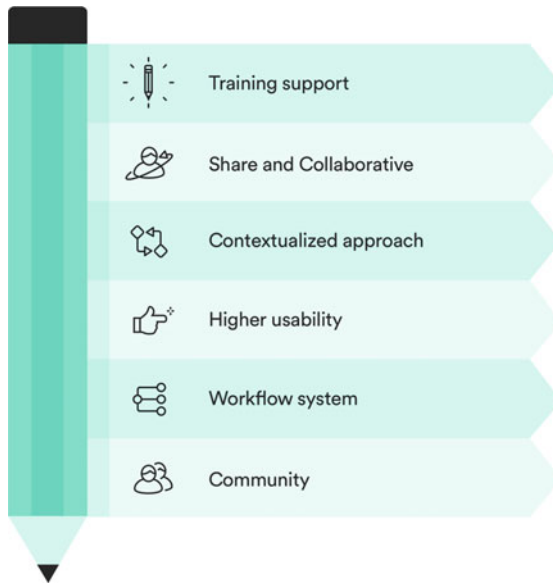 Training support
Share and Collaborative
Contextualized approach
Higher usability
Workflow system
Community